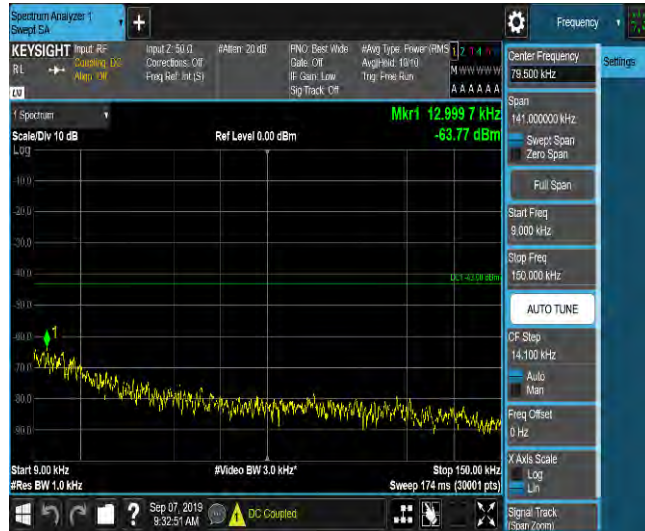 Spectrum Analyzer 1
Swept SA
Frequency
KEYSIGHT
RL
Input: RF
Coupling: DC
Align: Off
Input Z: 50 Ω
Corrections: Off
Freq Ref: Int (S)
#Atten: 20 dB
PNO: Best Wide
Gate: Off
IF Gain: Low
Sig Track: Off
#Avg Type: Power (RMS
Avg|Hold: 10/10
Trig: Free Run
1 2 3 4
M W W W W W
A A A A A A
1 Spectrum
Scale/Div 10 dB
Log
Ref Level 0.00 dBm
Mkr1 12.999 7 kHz
-63.77 dBm
-10.0
-20.0
-30.0
-40.0
-50.0
-60.0
-70.0
-80.0
-90.0
1
Start 9.00 kHz
#Res BW 1.0 kHz
#Video BW 3.0 kHz*
Stop 150.00 kHz
Sweep 174 ms (30001 pts)
Center Frequency
79.500 kHz
Settings
Span
141.000000 kHz
Swept Span
Zero Span
Full Span
Start Freq
9.000 kHz
Stop Freq
150.000 kHz
AUTO TUNE
CF Step
14.100 kHz
Auto
Man
Freq Offset
0 Hz
X Axis Scale
Log
Lin
Signal Track
(Span Zoom)
?
Sep 07, 2019
9:32:51 AM
DC Coupled